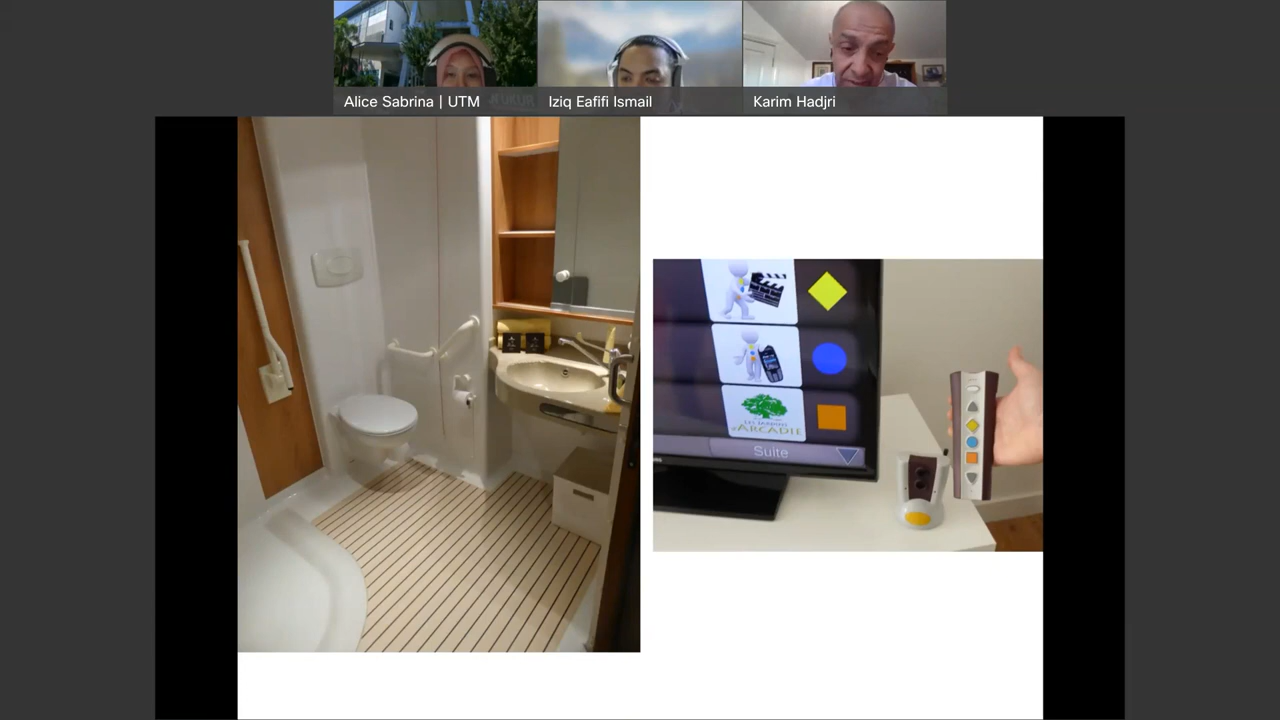 Alice Sabrina | UTM
Iziq Eafifi Ismail
Karim Hadjri
LES JARDINS
d'ARCADIE
Suite